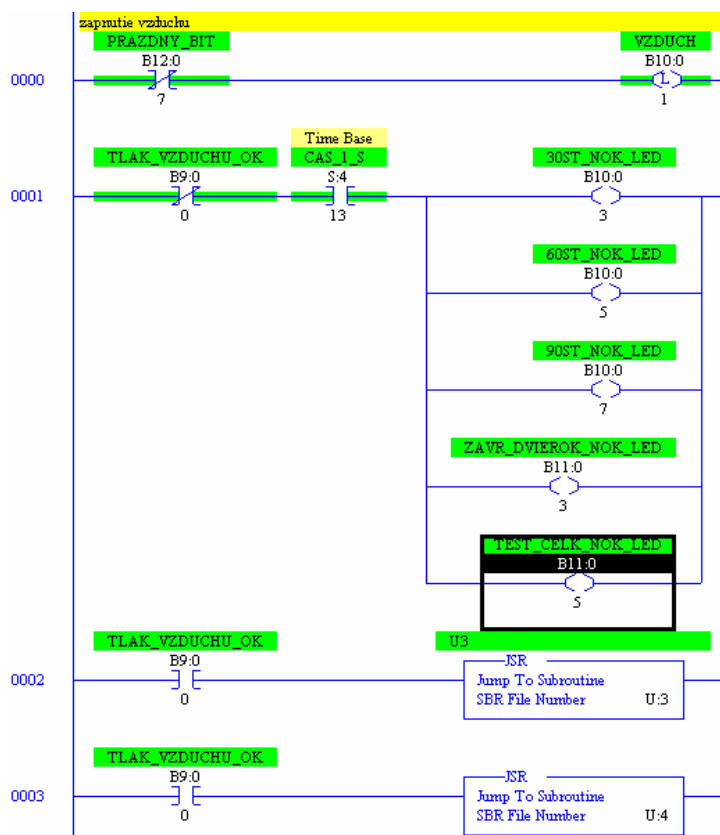 zapnutie vzduchu
PRAZDNY_BIT VZDUCH
B12:0 B10:0
0000 L
7 1
Time Base
TLAK_VZDUCHU_OK CAS_1_S 30ST_NOK_LED
B9:0 S:4 B10:0
0001
0 13 3
60ST_NOK_LED
B10:0
5
90ST_NOK_LED
B10:0
7
ZAVR_DVIEROK_NOK_LED
B11:0
3
TEST_CELK_NOK_LED
B11:0
5
TLAK_VZDUCHU_OK U3
B9:0 JSR
0002 Jump To Subroutine
0 SBR File Number U:3
TLAK_VZDUCHU_OK
B9:0 JSR
0003 Jump To Subroutine
0 SBR File Number U:4